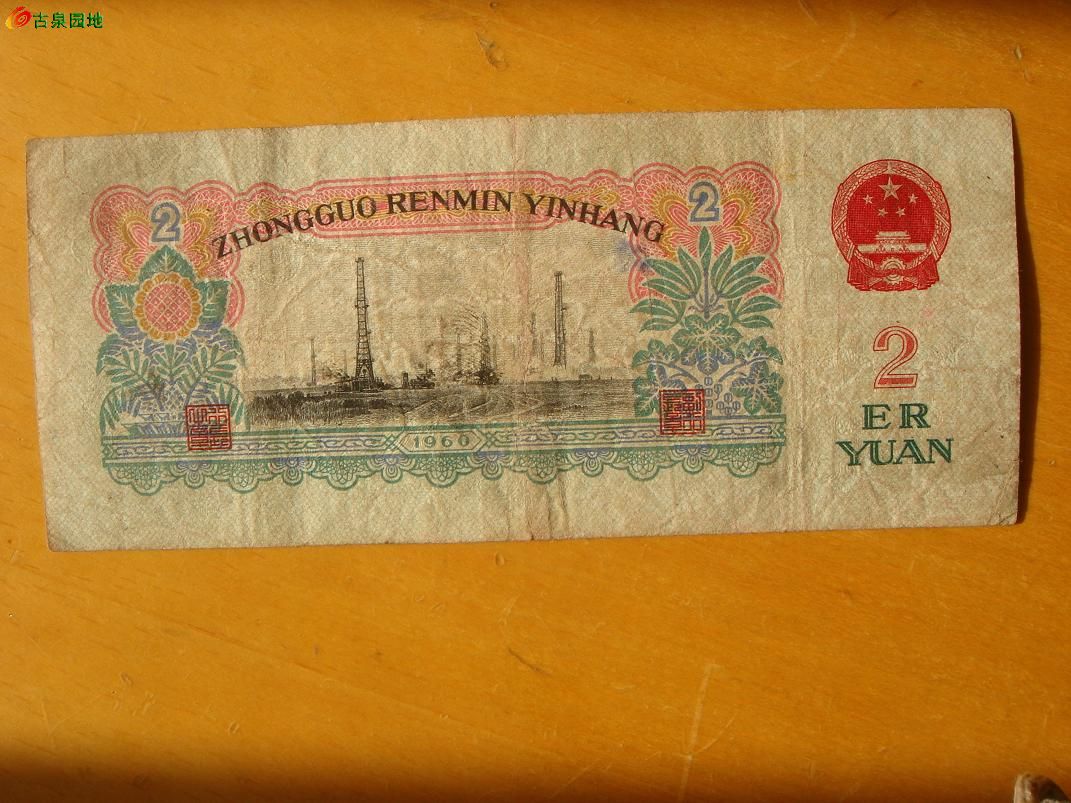 古泉园地
ZHONGGUO RENMIN YINHANG
2
2
1960
2
ER
YUAN